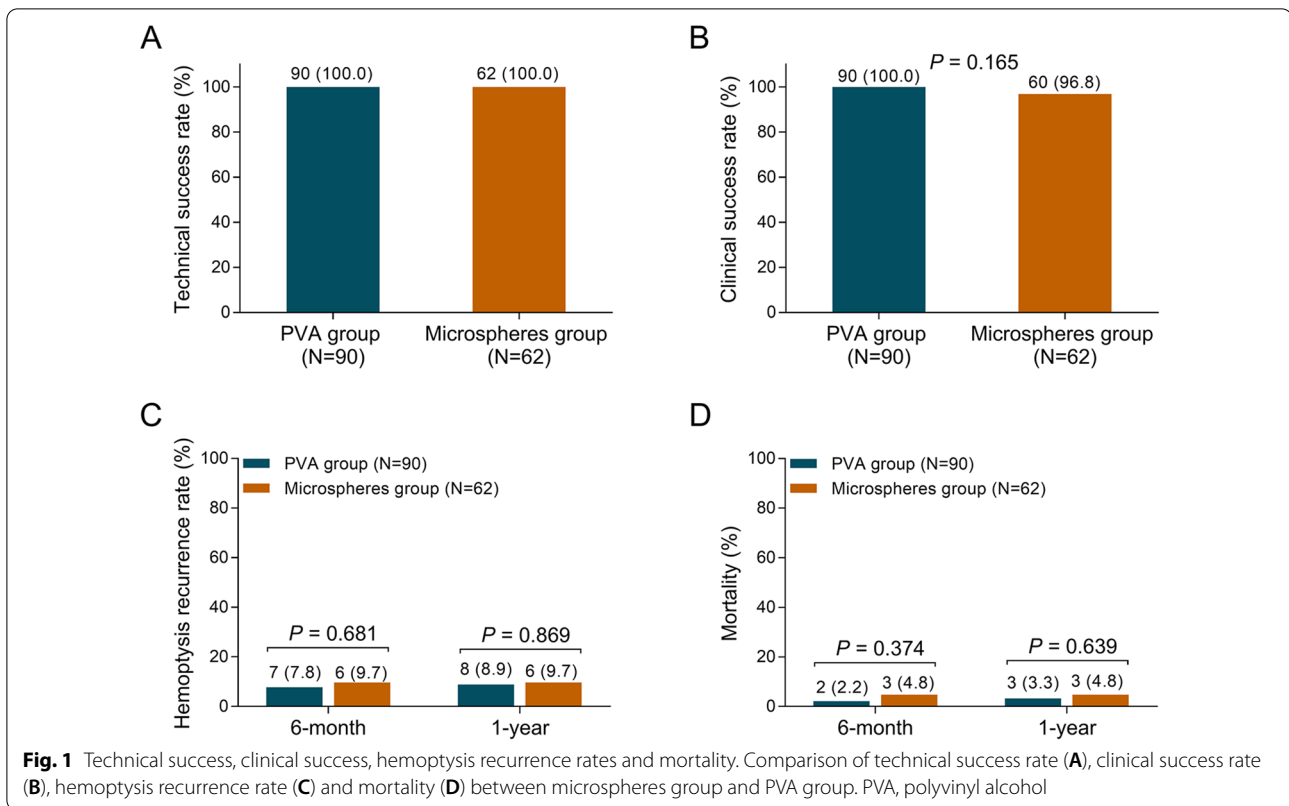 A
Technical success rate (%)
100
80
60
40
20
0
90 (100.0)
62 (100.0)
PVA group
(N=90)
Microspheres group
(N=62)
B
Clinical success rate (%)
100
80
60
40
20
0
90 (100.0)
P = 0.165
60 (96.8)
PVA group
(N=90)
Microspheres group
(N=62)
C
Hemoptysis recurrence rate (%)
100
80
60
40
20
0
PVA group (N=90)
Microspheres group (N=62)
P = 0.681
7 (7.8) 6 (9.7)
P = 0.869
8 (8.9) 6 (9.7)
6-month
1-year
D
Mortality (%)
100
80
60
40
20
0
PVA group (N=90)
Microspheres group (N=62)
P = 0.374
2 (2.2) 3 (4.8)
P = 0.639
3 (3.3) 3 (4.8)
6-month
1-year
Fig. 1 Technical success, clinical success, hemoptysis recurrence rates and mortality. Comparison of technical success rate (A), clinical success rate
(B), hemoptysis recurrence rate (C) and mortality (D) between microspheres group and PVA group. PVA, polyvinyl alcohol